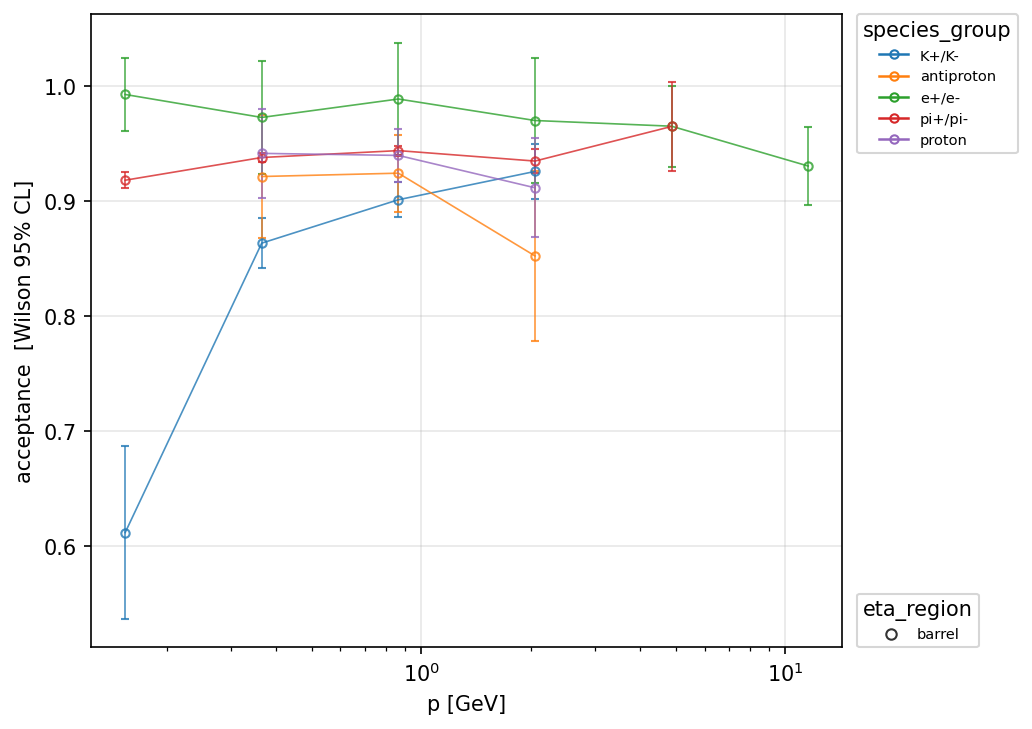 species_group
K+/K-
antiproton
e+/e-
pi+/pi-
proton
acceptance  [Wilson 95% CL]
1.0
0.9
0.8
0.7
0.6
eta_region
barrel
10⁰
10¹
p [GeV]